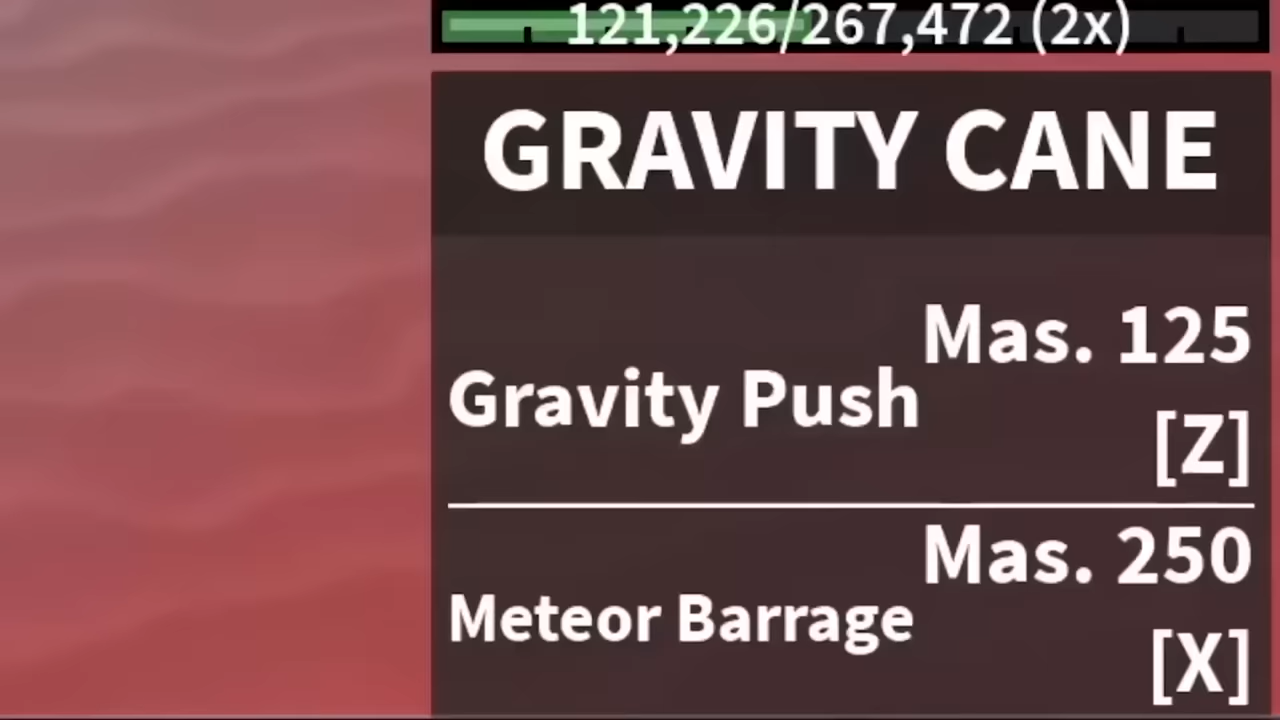 121,226/267,472 (2x)
GRAVITY CANE
Mas. 125
Gravity Push
[Z]
Mas. 250
Meteor Barrage
[X]